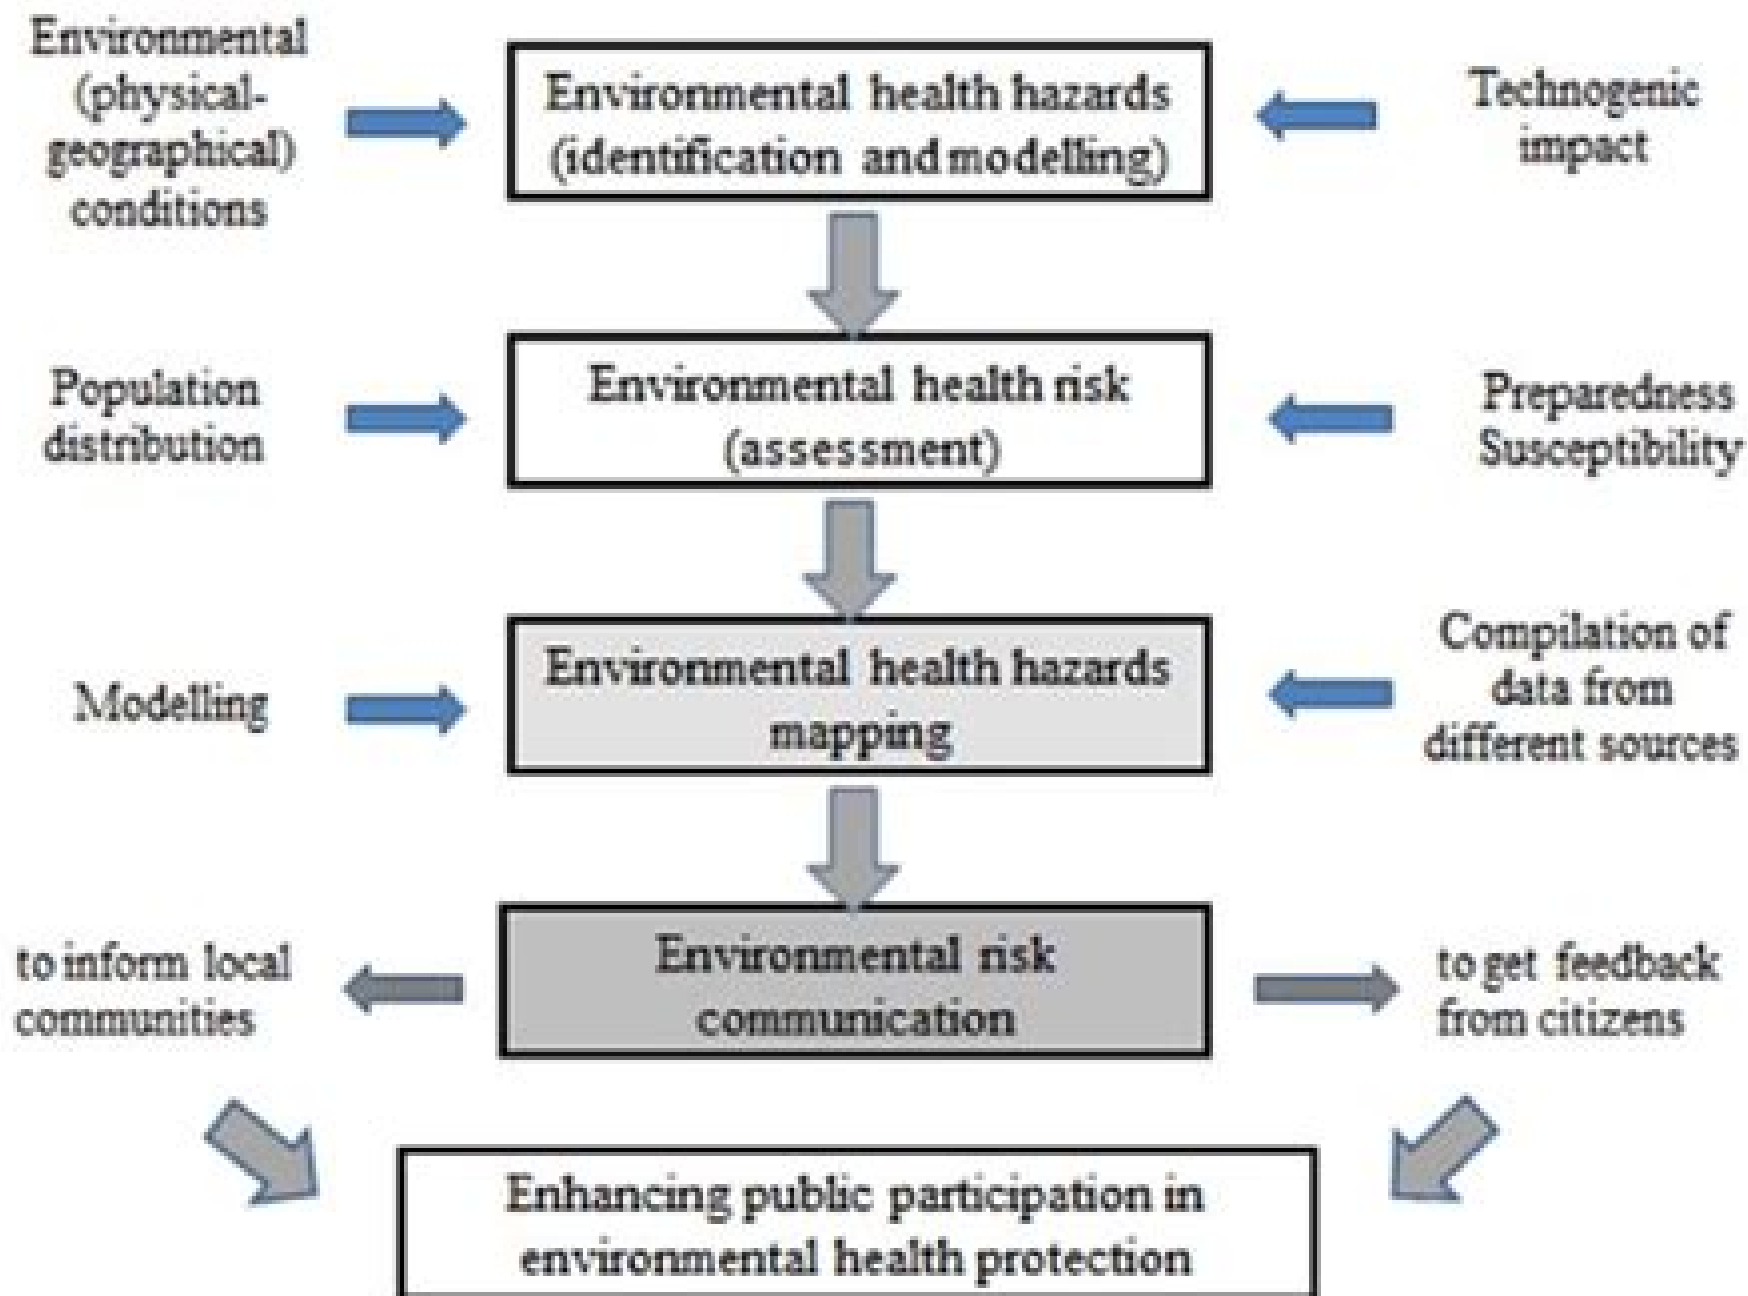 Environmental
(physical-
geographical)
conditions
Environmental health hazards
(identification and modelling)
Technogenic
impact
Population
distribution
Environmental health risk
(assessment)
Preparedness
Susceptibility
Modelling
Environmental health hazards
mapping
Compilation of
data from
different sources
to inform local
communities
Environmental risk
communication
to get feedback
from citizens
Enhancing public participation in
environmental health protection